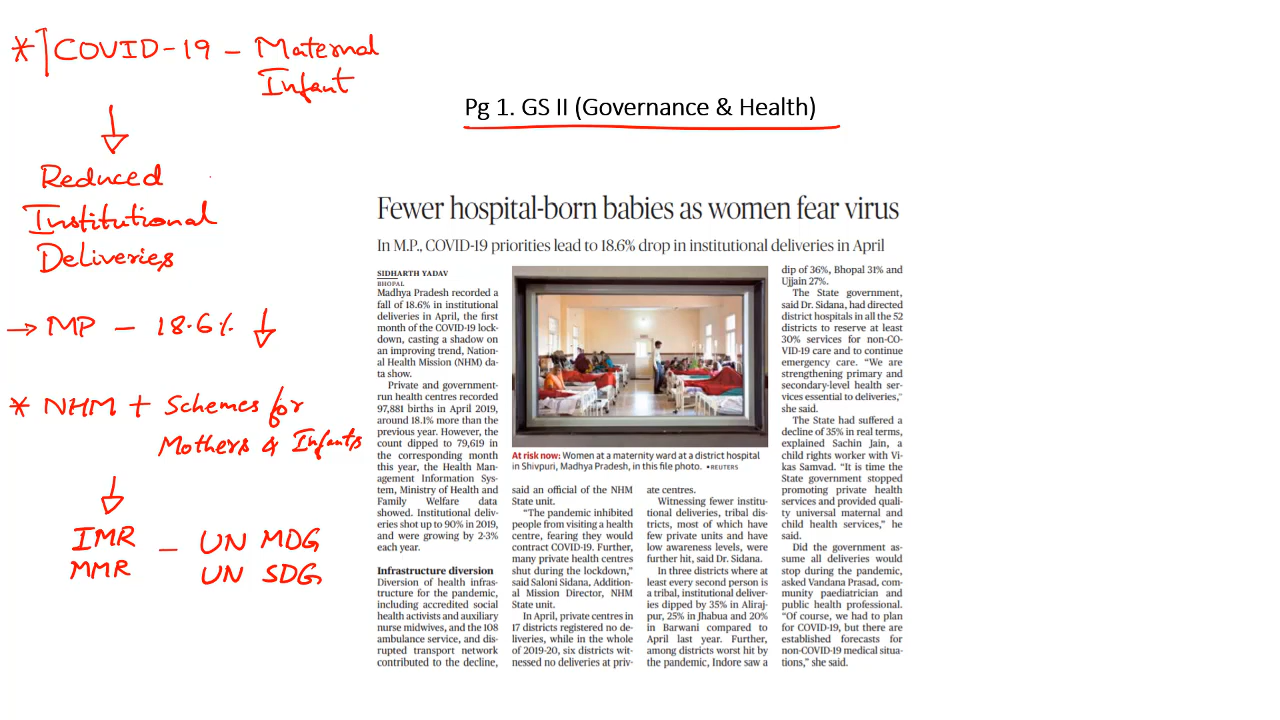 * COVID-19 - Maternal
Infant
Reduced
Institutional
Deliveries
→ MP - 18.6% ↓
* NHM + Schemes for
Mothers & Infants
IMR - UN MDG
MMR UN SDG
Pg 1. GS II (Governance & Health)
Fewer hospital-born babies as women fear virus
In M.P., COVID-19 priorities lead to 18.6% drop in institutional deliveries in April
SIDHARTH YADAV
BHOPAL
Madhya Pradesh recorded a
fall of 18.6% in institutional
deliveries in April, the first
month of the COVID-19 lock-
down, casting a shadow on
an improving trend, Nation-
al Health Mission (NHM) da-
ta show.
Private and government-
run health centres recorded
97,881 births in April 2019,
around 18.1% more than the
previous year. However, the
count dipped to 79,619 in
the corresponding month
this year, the Health Man-
agement Information Sys-
tem, Ministry of Health and
Family Welfare data
showed. Institutional deliv-
eries shot up to 90% in 2019,
and were growing by 2-3%
each year.
Infrastructure diversion
Diversion of health infras-
tructure for the pandemic,
including accredited social
health activists and auxiliary
nurse midwives, and the 108
ambulance service, and dis-
rupted transport network
contributed to the decline,
At risk now: Women at a maternity ward at a district hospital
in Shivpuri, Madhya Pradesh, in this file photo. •REUTERS
said an official of the NHM
State unit.
"The pandemic inhibited
people from visiting a health
centre, fearing they would
contract COVID-19. Further,
many private health centres
shut during the lockdown,"
said Saloni Sidana, Addition-
al Mission Director, NHM
State unit.
In April, private centres in
17 districts registered no de-
liveries, while in the whole
of 2019-20, six districts wit-
nessed no deliveries at priv-
ate centres.
Witnessing fewer institu-
tional deliveries, tribal dis-
tricts, most of which have
few private units and have
low awareness levels, were
further hit, said Dr. Sidana.
In three districts where at
least every second person is
a tribal, institutional deliver-
ies dipped by 35% in Aliraj-
pur, 25% in Jhabua and 20%
in Barwani compared to
April last year. Further,
among districts worst hit by
the pandemic, Indore saw a
dip of 36%, Bhopal 31% and
Ujjain 27%.
The State government,
said Dr. Sidana, had directed
district hospitals in all the 52
districts to reserve at least
30% services for non-CO-
VID-19 care and to continue
emergency care. "We are
strengthening primary and
secondary-level health ser-
vices essential to deliveries,"
she said.
The State had suffered a
decline of 35% in real terms,
explained Sachin Jain, a
child rights worker with Vi-
kas Samvad. "It is time the
State government stopped
promoting private health
services and provided quali-
ty universal maternal and
child health services," he
said.
Did the government as-
sume all deliveries would
stop during the pandemic,
asked Vandana Prasad, com-
munity paediatrician and
public health professional.
"Of course, we had to plan
for COVID-19, but there are
established forecasts for
non-COVID-19 medical situa-
tions," she said.